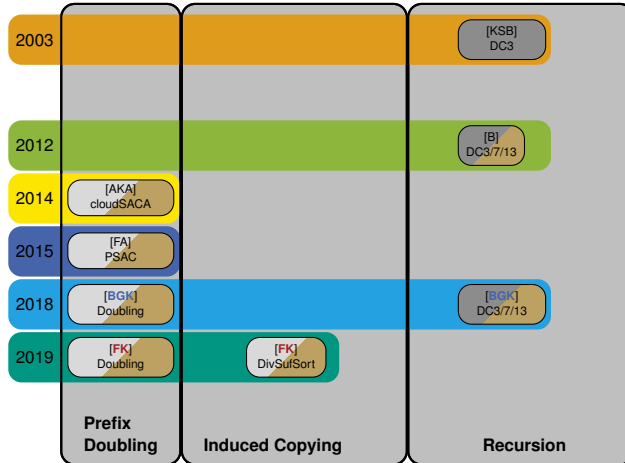 2003
[KSB]
DC3
2012
[B]
DC3/7/13
2014
[AKA]
cloudSACA
2015
[FA]
PSAC
2018
[BGK]
Doubling
[BGK]
DC3/7/13
2019
[FK]
Doubling
[FK]
DivSufSort
Prefix
Doubling
Induced Copying
Recursion